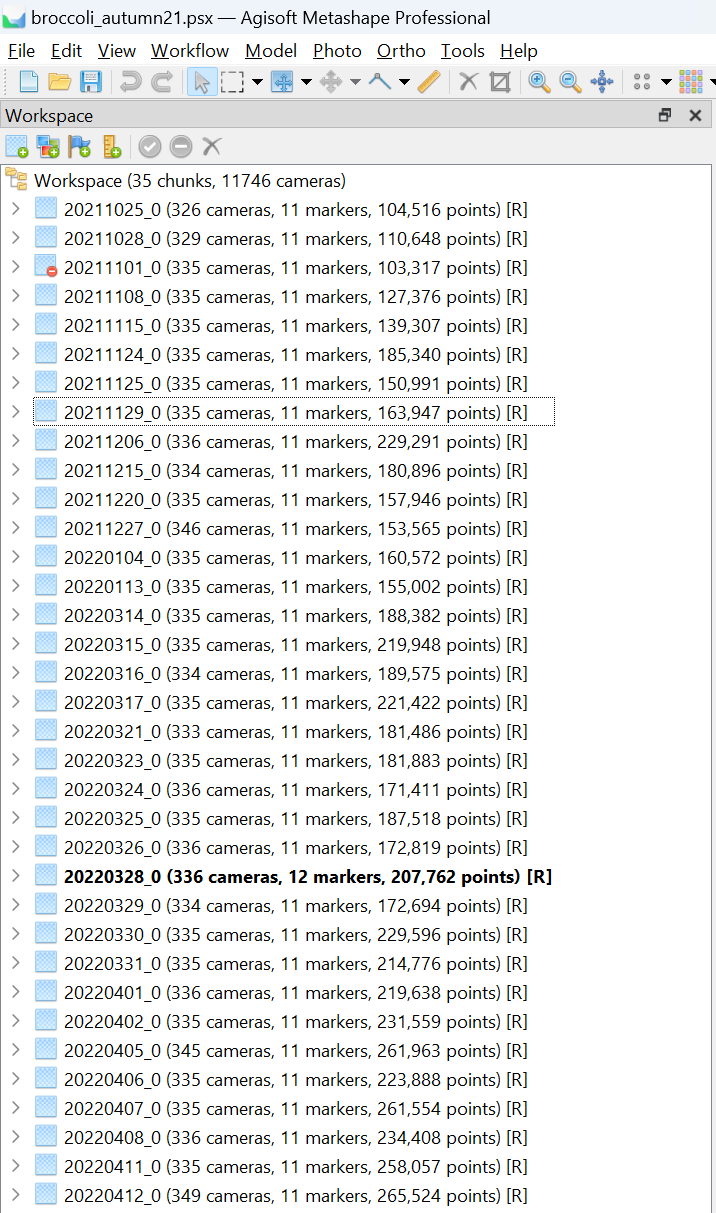 broccoli_autumn21.psx — Agisoft Metashape Professional
File Edit View Workflow Model Photo Ortho Tools Help
Workspace
Workspace (35 chunks, 11746 cameras)
20211025_0 (326 cameras, 11 markers, 104,516 points) [R]
20211028_0 (329 cameras, 11 markers, 110,648 points) [R]
20211101_0 (335 cameras, 11 markers, 103,317 points) [R]
20211108_0 (335 cameras, 11 markers, 127,376 points) [R]
20211115_0 (335 cameras, 11 markers, 139,307 points) [R]
20211124_0 (335 cameras, 11 markers, 185,340 points) [R]
20211125_0 (335 cameras, 11 markers, 150,991 points) [R]
20211129_0 (335 cameras, 11 markers, 163,947 points) [R]
20211206_0 (336 cameras, 11 markers, 229,291 points) [R]
20211215_0 (334 cameras, 11 markers, 180,896 points) [R]
20211220_0 (335 cameras, 11 markers, 157,946 points) [R]
20211227_0 (346 cameras, 11 markers, 153,565 points) [R]
20220104_0 (335 cameras, 11 markers, 160,572 points) [R]
20220113_0 (335 cameras, 11 markers, 155,002 points) [R]
20220314_0 (335 cameras, 11 markers, 188,382 points) [R]
20220315_0 (335 cameras, 11 markers, 219,948 points) [R]
20220316_0 (334 cameras, 11 markers, 189,575 points) [R]
20220317_0 (335 cameras, 11 markers, 221,422 points) [R]
20220321_0 (333 cameras, 11 markers, 181,486 points) [R]
20220323_0 (335 cameras, 11 markers, 181,883 points) [R]
20220324_0 (336 cameras, 11 markers, 171,411 points) [R]
20220325_0 (335 cameras, 11 markers, 187,518 points) [R]
20220326_0 (336 cameras, 11 markers, 172,819 points) [R]
20220328_0 (336 cameras, 12 markers, 207,762 points) [R]
20220329_0 (334 cameras, 11 markers, 172,694 points) [R]
20220330_0 (335 cameras, 11 markers, 229,596 points) [R]
20220331_0 (335 cameras, 11 markers, 214,776 points) [R]
20220401_0 (336 cameras, 11 markers, 219,638 points) [R]
20220402_0 (335 cameras, 11 markers, 231,559 points) [R]
20220405_0 (345 cameras, 11 markers, 261,963 points) [R]
20220406_0 (335 cameras, 11 markers, 223,888 points) [R]
20220407_0 (335 cameras, 11 markers, 261,554 points) [R]
20220408_0 (336 cameras, 11 markers, 234,408 points) [R]
20220411_0 (335 cameras, 11 markers, 258,057 points) [R]
20220412_0 (349 cameras, 11 markers, 265,524 points) [R]